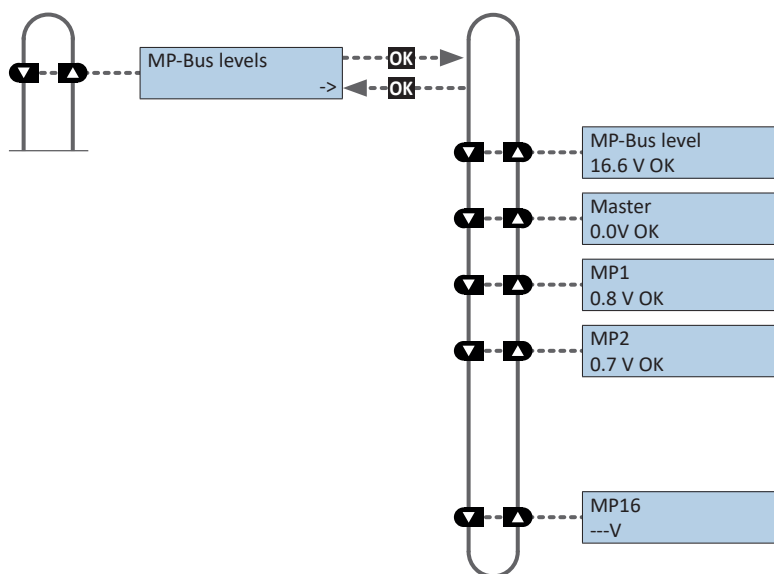 MP-Bus levels
->
OK
OK
MP-Bus level
16.6 V OK
Master
0.0V OK
MP1
0.8 V OK
MP2
0.7 V OK
MP16
---V